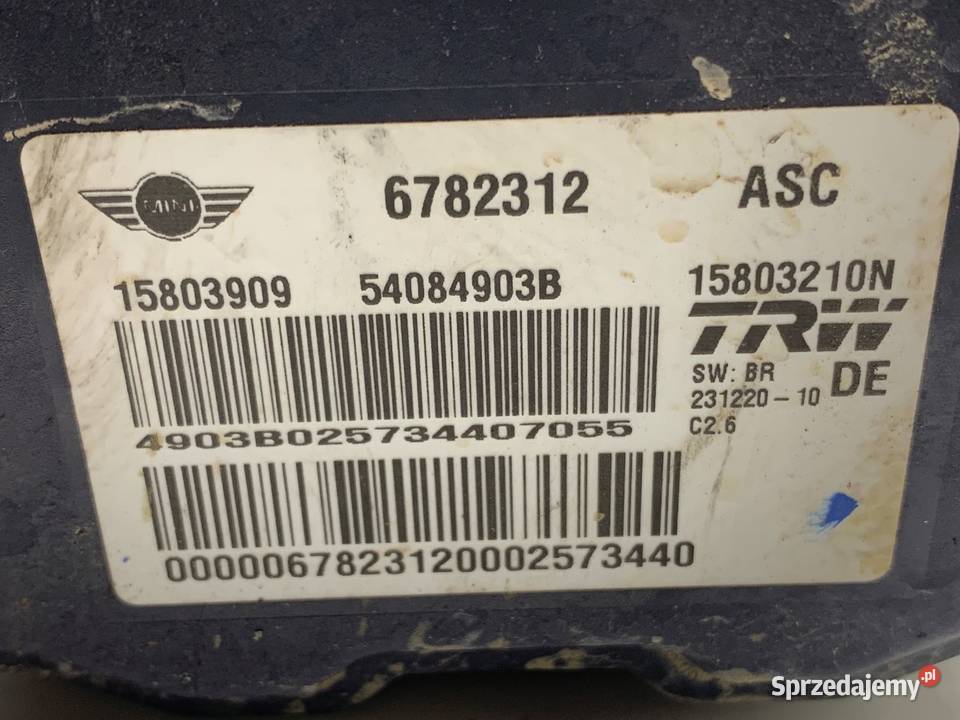 MINI 6782312 ASC
15803909 54084903B 15803210N
TRW
SW: BR DE
231220-10
C2.6
4903B025734407055
0000067823120002573440
Sprzedajemy.pl